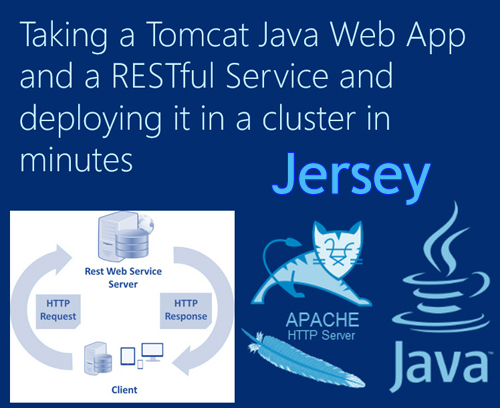 Taking a Tomcat Java Web App
and a RESTful Service and
deploying it in a cluster in
minutes
Jersey
Rest Web Service
Server
HTTP
Request
HTTP
Response
Client
APACHE
HTTP Server
Java™